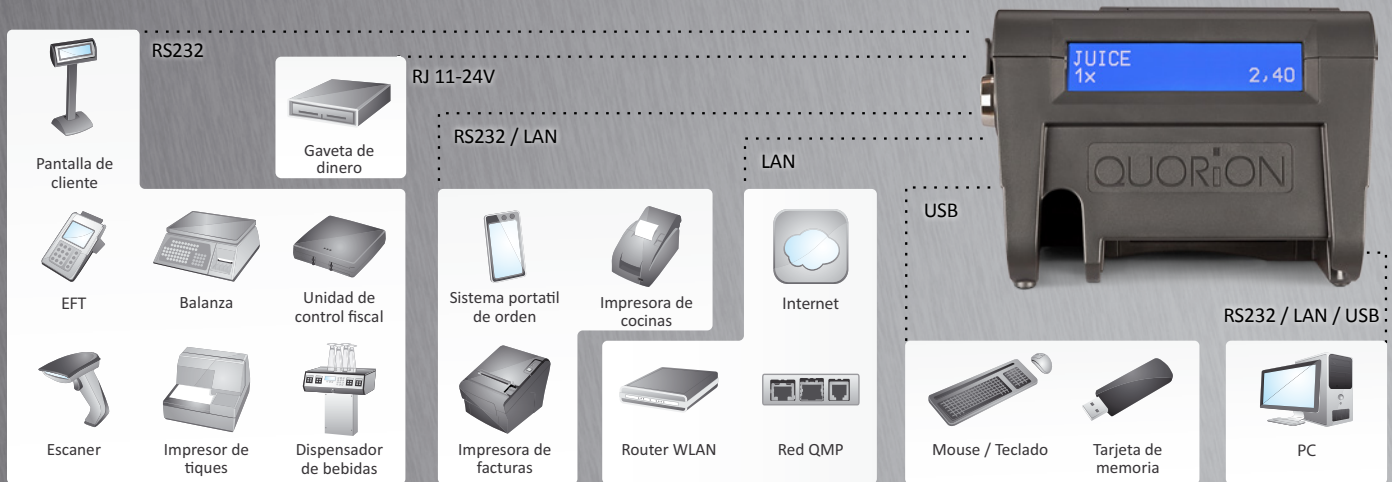 RS232
Pantalla de
cliente
EFT
Balanza
Unidad de
control fiscal
Escaner
Impresor de
tiques
Dispensador
de bebidas
RJ 11-24V
Gaveta de
dinero
RS232 / LAN
Sistema portatil
de orden
Impresora de
cocinas
Impresora de
facturas
LAN
Internet
Router WLAN
Red QMP
USB
Mouse / Teclado
Tarjeta de
memoria
RS232 / LAN / USB
PC
JUICE
1x 2,40
QUORiON